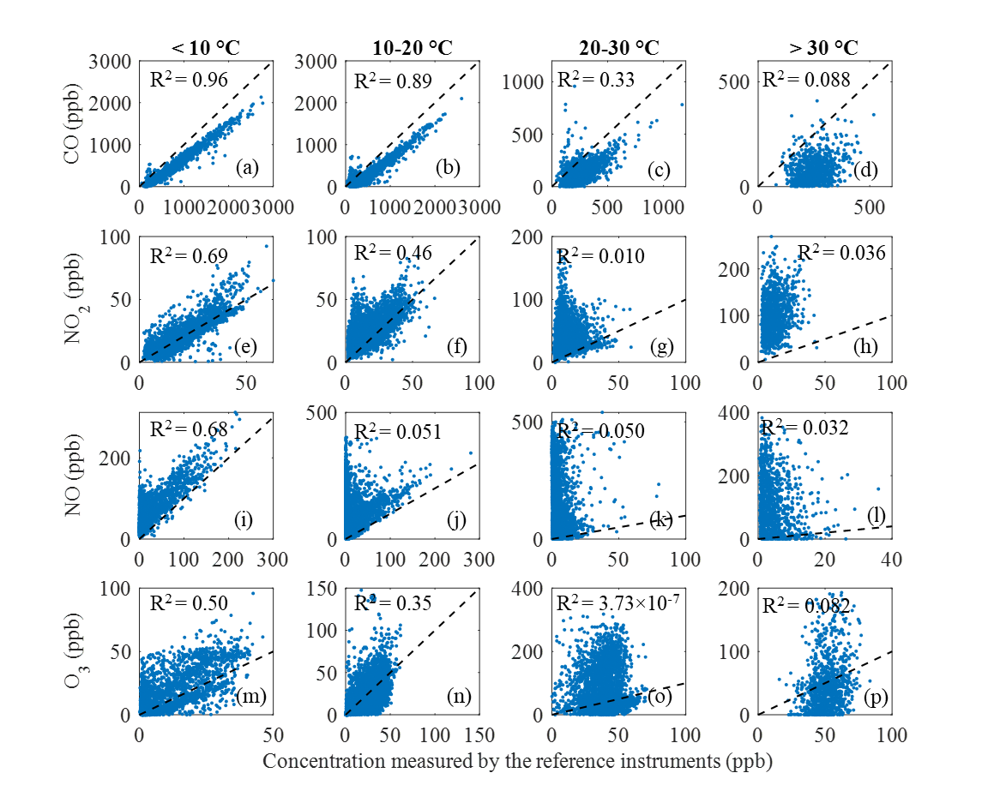 < 10 °C 10-20 °C 20-30 °C > 30 °C
CO (ppb)
3000
2000
1000
0
R² = 0.96
(a)
0 1000 2000 3000
3000
2000
1000
0
R² = 0.89
(b)
0 1000 2000 3000
1000
500
0
R² = 0.33
(c)
0 500 1000
500
0
R² = 0.088
(d)
0 500
NO₂ (ppb)
100
50
0
R² = 0.69
(e)
0 50
100
50
0
R² = 0.46
(f)
0 50 100
200
100
0
R² = 0.010
(g)
0 50 100
200
100
0
R² = 0.036
(h)
0 50 100
NO (ppb)
200
0
R² = 0.68
(i)
0 100 200 300
500
0
R² = 0.051
(j)
0 100 200 300
500
0
R² = 0.050
(k)
0 50 100
400
200
0
R² = 0.032
(l)
0 20 40
O₃ (ppb)
100
50
0
R² = 0.50
(m)
0 50
150
100
50
0
R² = 0.35
(n)
0 50 100 150
400
200
0
R² = 3.73×10⁻⁷
(o)
0 50 100
200
100
0
R² = 0.082
(p)
0 50 100
Concentration measured by the reference instruments (ppb)